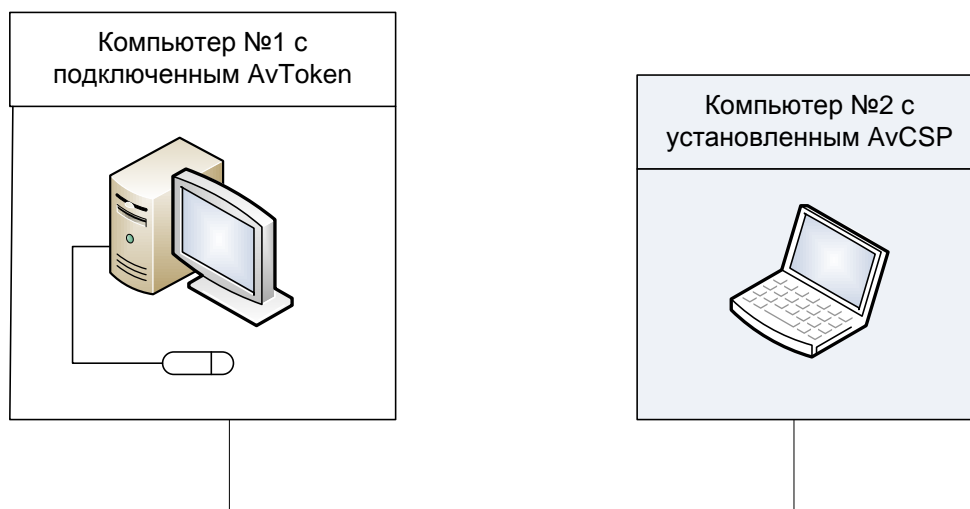 Компьютер №1 с
подключенным AvToken
Компьютер №2 с
установленным AvCSP